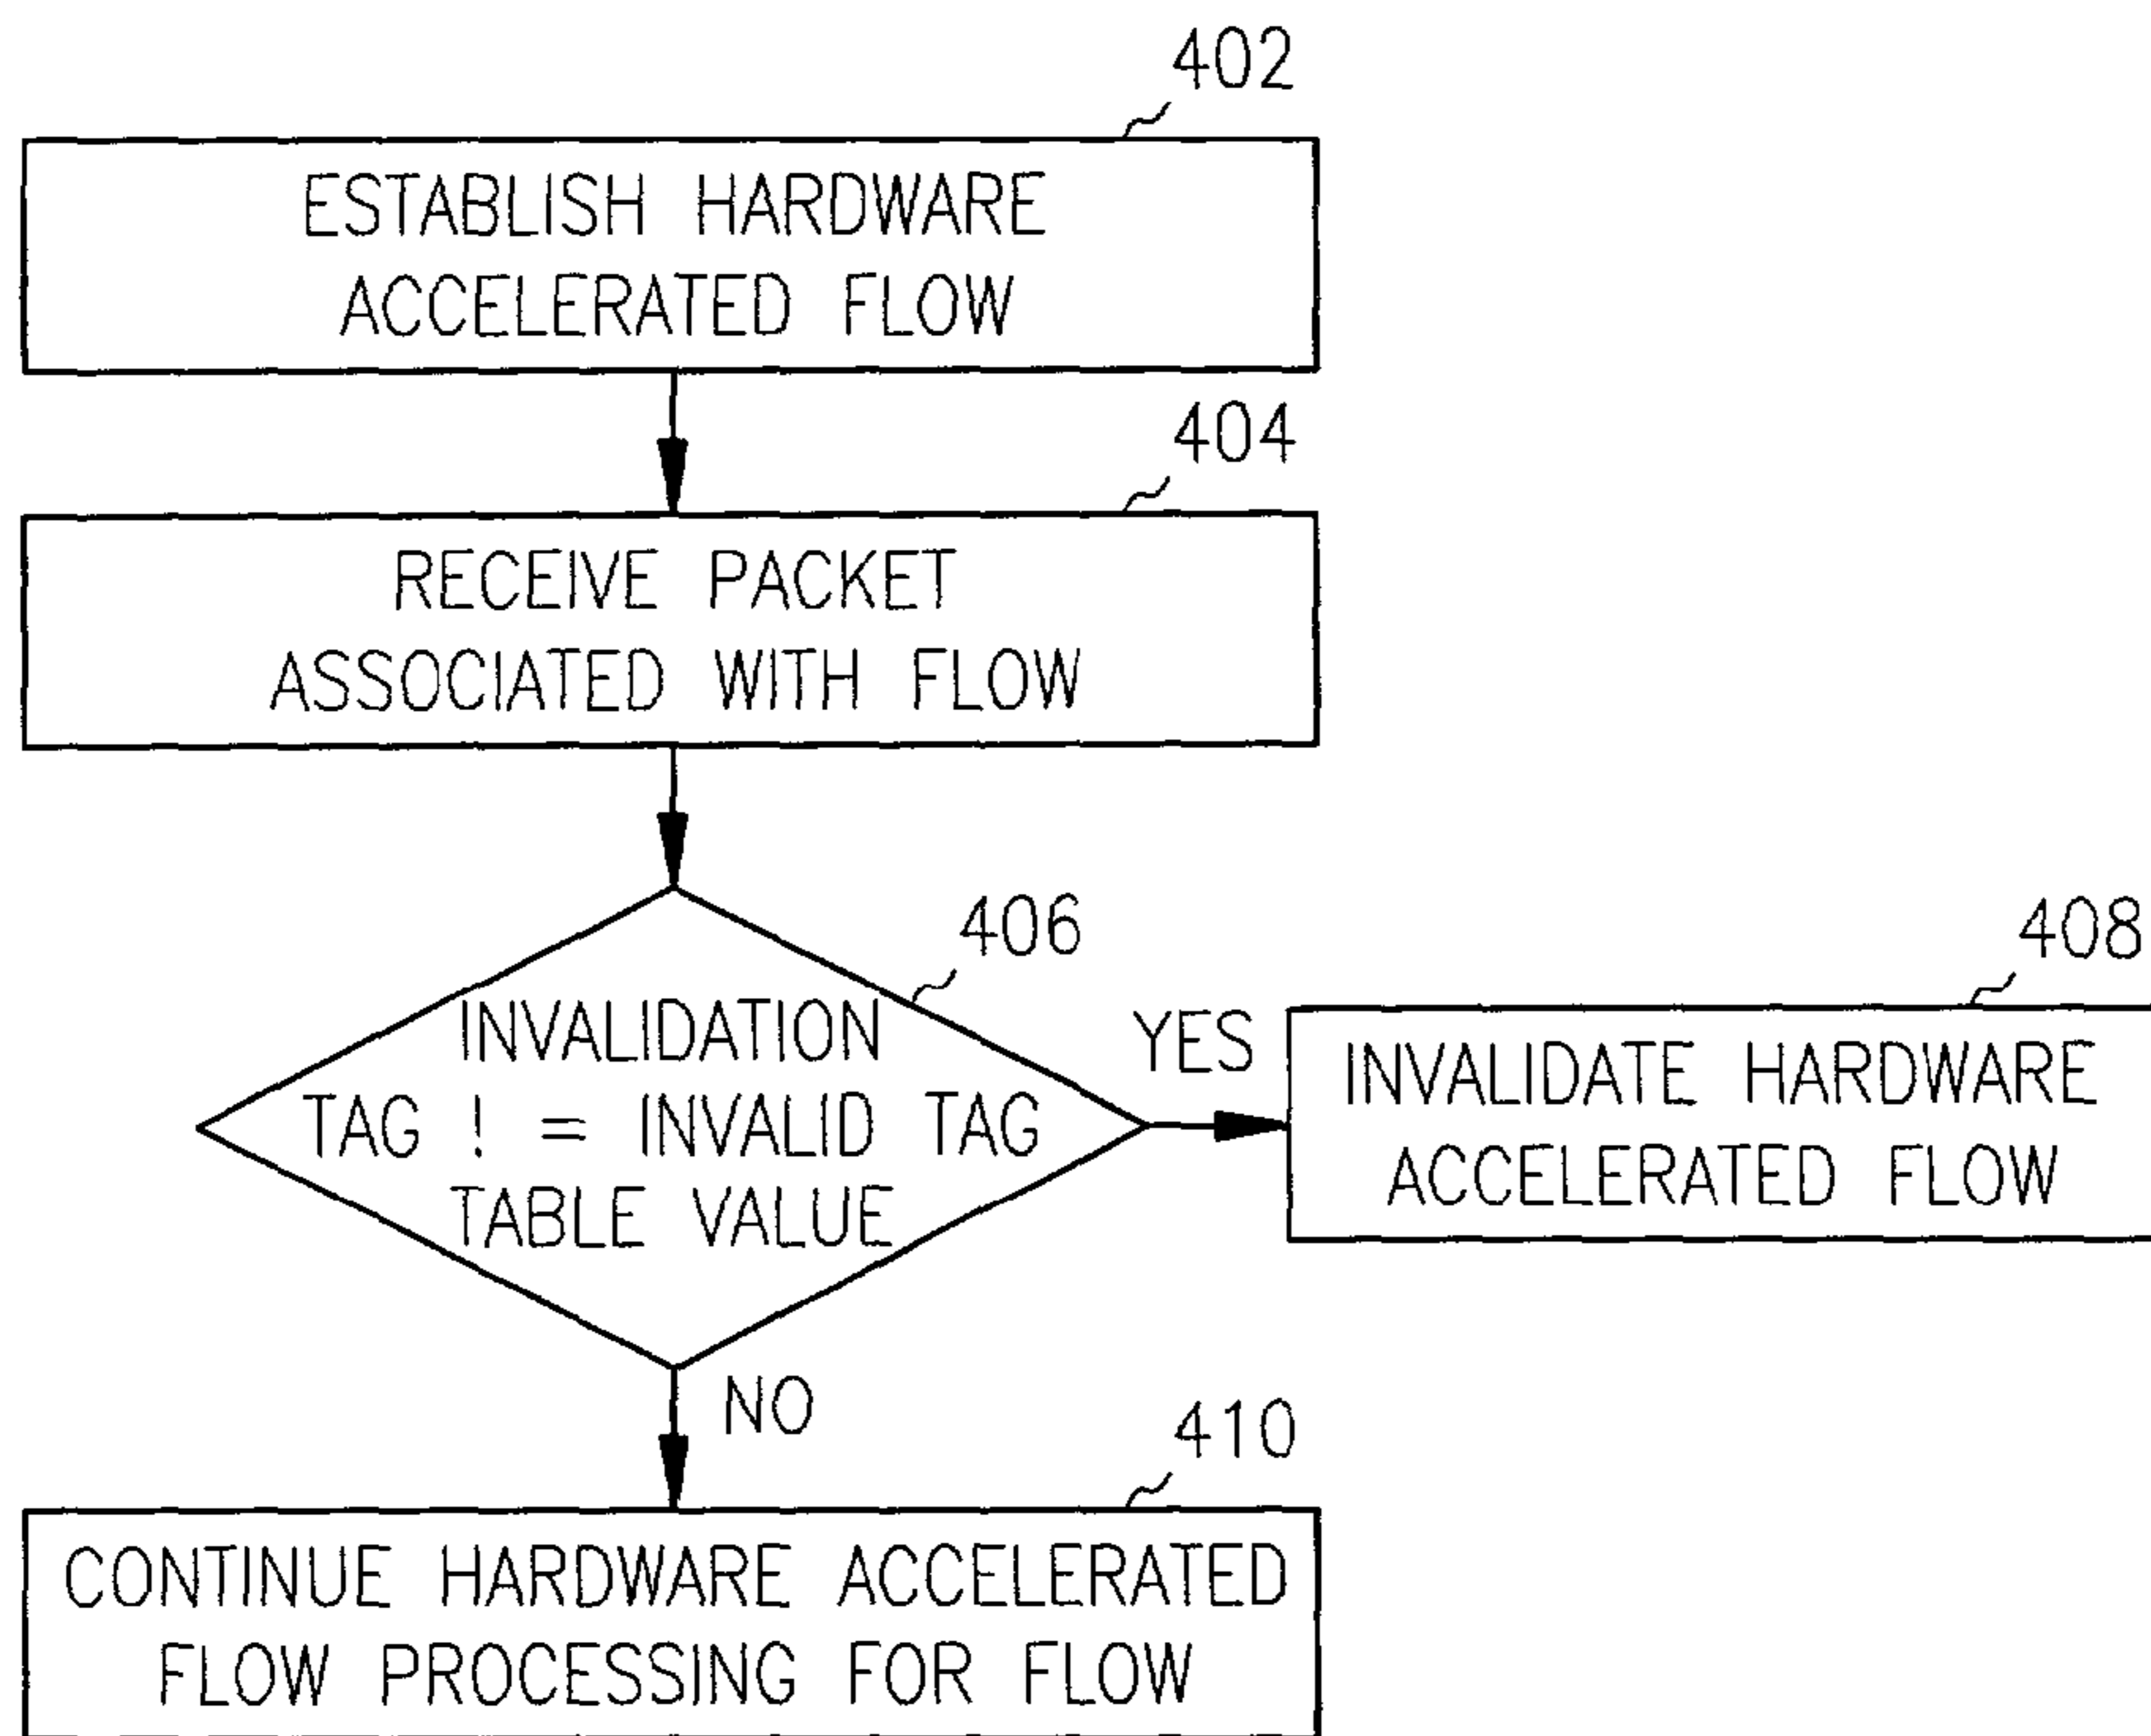 402
ESTABLISH HARDWARE
ACCELERATED FLOW
404
RECEIVE PACKET
ASSOCIATED WITH FLOW
406
INVALIDATION
TAG ! = INVALID TAG
TABLE VALUE
YES
408
INVALIDATE HARDWARE
ACCELERATED FLOW
NO
410
CONTINUE HARDWARE ACCELERATED
FLOW PROCESSING FOR FLOW